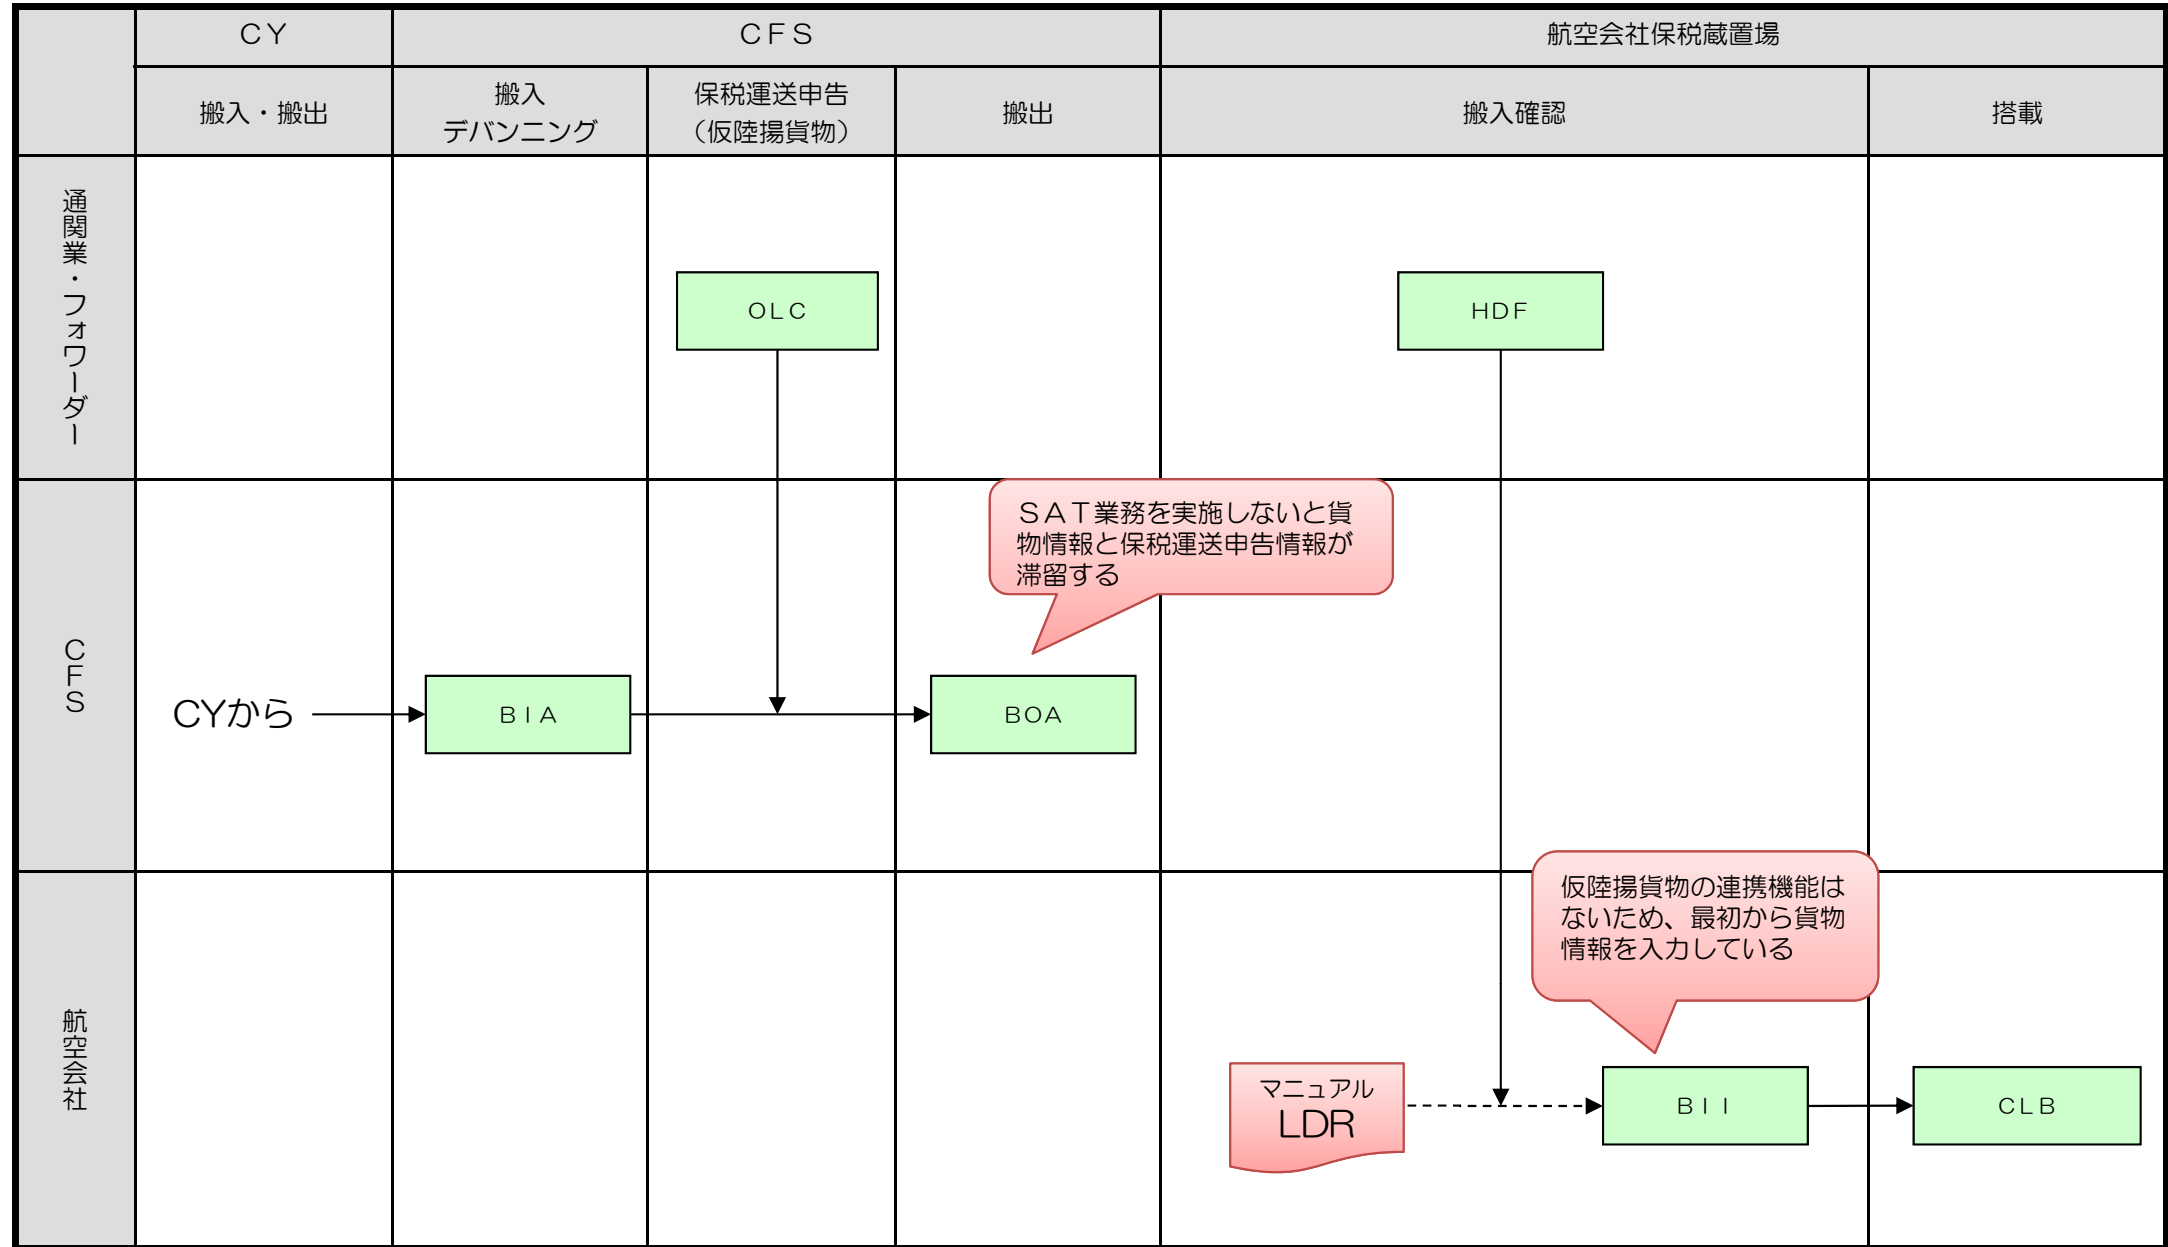 ＣＹ
ＣＦＳ
航空会社保税蔵置場
搬入・搬出
搬入
デバンニング
保税運送申告
（仮陸揚貨物）
搬出
搬入確認
搭載
通関業・フォワーダー
ＯＬＣ
ＨＤＦ
ＳＡＴ業務を実施しないと貨
物情報と保税運送申告情報が
滞留する
ＣＦＳ
CYから
ＢＩＡ
ＢＯＡ
仮陸揚貨物の連携機能は
ないため、最初から貨物
情報を入力している
航空会社
マニュアル
LDR
ＢＩＩ
ＣＬＢ